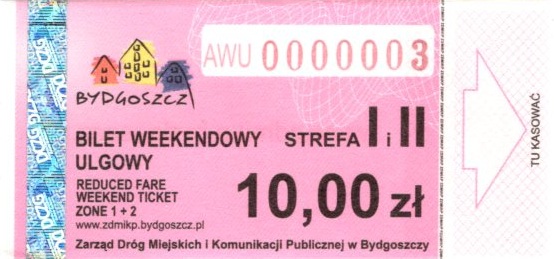 AWU 0000003
BYDGOSZCZ
BILET WEEKENDOWY STREFA I i II
ULGOWY
REDUCED FARE
WEEKEND TICKET
ZONE 1 + 2
10,00 zł
www.zdmikp.bydgoszcz.pl
Zarząd Dróg Miejskich i Komunikacji Publicznej w Bydgoszczy
TU KASOWAĆ